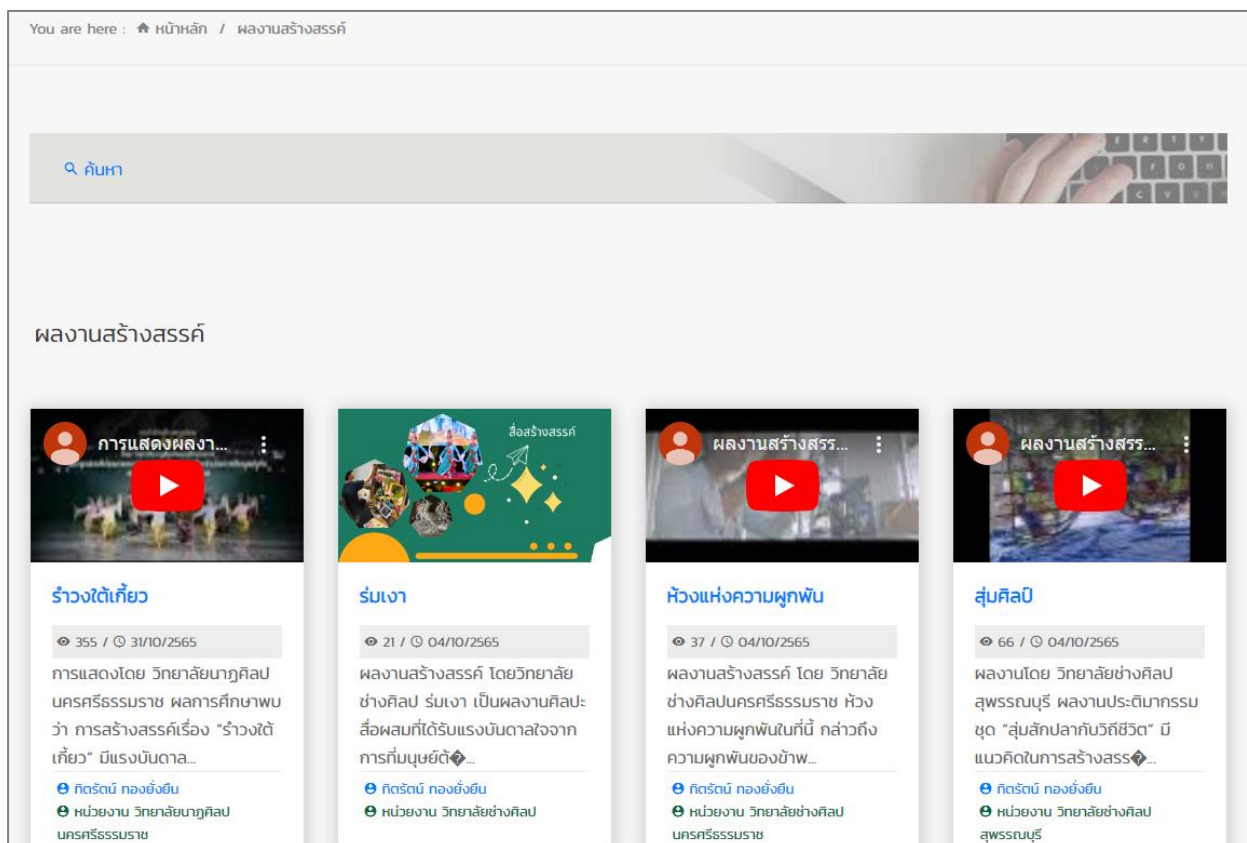 You are here : หน้าหลัก / ผลงานสร้างสรรค์
ค้นหา
ผลงานสร้างสรรค์
การแสดงผลงา...
สื่อสร้างสรรค์
ผลงานสร้างสรร...
ผลงานสร้างสรร...
รำวงใต้เกี้ยว
355 / 31/10/2565
การแสดงโดย วิทยาลัยนาฏศิลป
นครศรีธรรมราช ผลการศึกษาพบ
ว่า การสร้างสรรค์เรื่อง "รำวงใต้
เกี้ยว" มีแรงบันดาล...
กิตรัตน์ ทองยั่งยืน
หน่วยงาน วิทยาลัยนาฏศิลป
นครศรีธรรมราช
ร่มเงา
21 / 04/10/2565
ผลงานสร้างสรรค์ โดยวิทยาลัย
ช่างศิลป ร่มเงา เป็นผลงานศิลปะ
สื่อผสมที่ได้รับแรงบันดาลใจจาก
การที่มนุษย์ต้�...
กิตรัตน์ ทองยั่งยืน
หน่วยงาน วิทยาลัยช่างศิลป
ห้วงแห่งความผูกพัน
37 / 04/10/2565
ผลงานสร้างสรรค์ โดย วิทยาลัย
ช่างศิลปนครศรีธรรมราช ห้วง
แห่งความผูกพันในที่นี้ กล่าวถึง
ความผูกพันของข้าพ...
กิตรัตน์ ทองยั่งยืน
หน่วยงาน วิทยาลัยช่างศิลป
นครศรีธรรมราช
สุ่มศิลป์
66 / 04/10/2565
ผลงานโดย วิทยาลัยช่างศิลป
สุพรรณบุรี ผลงานประติมากรรม
ชุด "สุ่มสักปลากับวิถีชีวิต" มี
แนวคิดในการสร้างสรร�...
กิตรัตน์ ทองยั่งยืน
หน่วยงาน วิทยาลัยช่างศิลป
สุพรรณบุรี